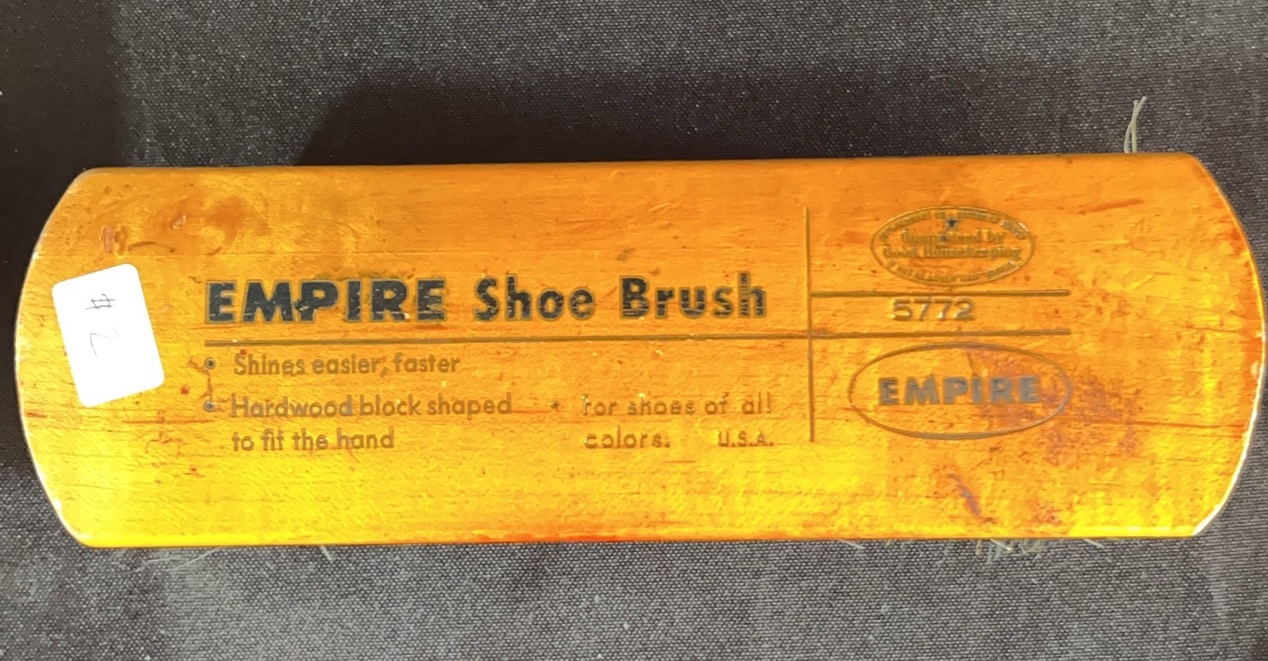 # 2
EMPIRE Shoe Brush
• Shines easier, faster
• Hardwood block shaped
to fit the hand
• For shoes of all
colors. U.S.A.
Guaranteed by
Good Housekeeping
5772
EMPIRE